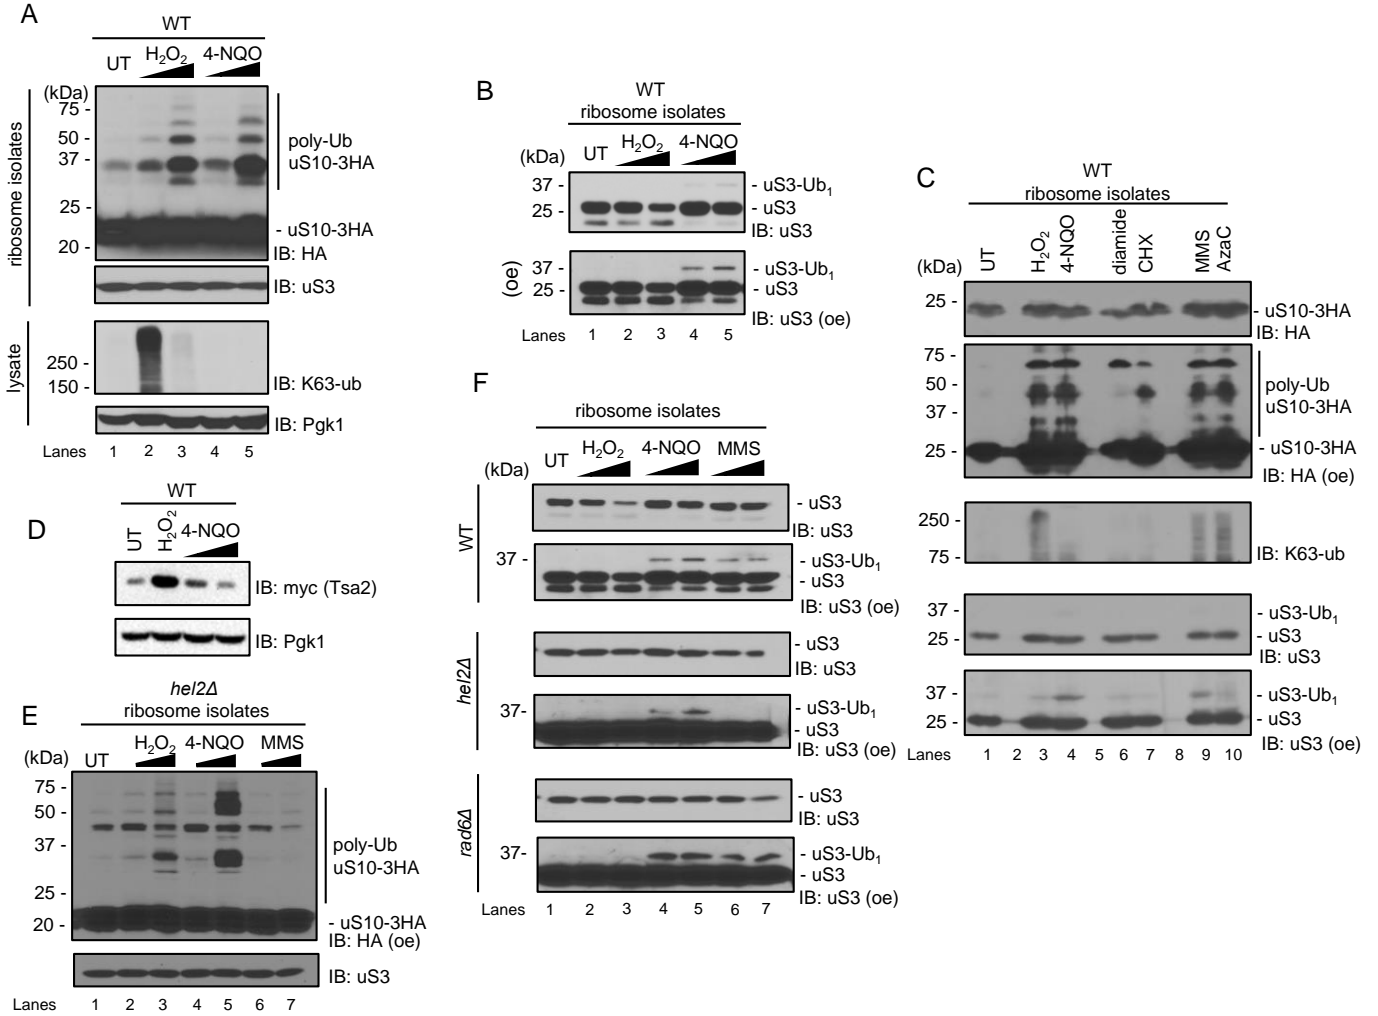 A
WT
UT H2O2 4-NQO
(kDa)
75 -
50 -
37 -
25 -
20 -
ribosome isolates
poly-Ub
uS10-3HA
- uS10-3HA
IB: HA
IB: uS3
lysate
250 -
150 -
IB: K63-ub
IB: Pgk1
Lanes 1 2 3 4 5
B
WT
ribosome isolates
(kDa) UT H2O2 4-NQO
37 - - uS3-Ub1
25 - - uS3
IB: uS3
(oe)
37 - - uS3-Ub1
25 - - uS3
IB: uS3 (oe)
Lanes 1 2 3 4 5
C
WT
ribosome isolates
(kDa) UT H2O2 4-NQO diamide CHX MMS AzaC
25 - - uS10-3HA
IB: HA
75 -
50 -
37 -
25 -
poly-Ub
uS10-3HA
- uS10-3HA
IB: HA (oe)
250 -
75 -
IB: K63-ub
37 - - uS3-Ub1
25 - - uS3
IB: uS3
37 - - uS3-Ub1
25 - - uS3
IB: uS3 (oe)
Lanes 1 2 3 4 5 6 7 8 9 10
D
WT
UT H2O2 4-NQO
IB: myc (Tsa2)
IB: Pgk1
E
hel2Δ
ribosome isolates
(kDa) UT H2O2 4-NQO MMS
75 -
50 -
37 -
25 -
20 -
poly-Ub
uS10-3HA
- uS10-3HA
IB: HA (oe)
IB: uS3
Lanes 1 2 3 4 5 6 7
F
ribosome isolates
(kDa) UT H2O2 4-NQO MMS
WT
- uS3
IB: uS3
37 - - uS3-Ub1
- uS3
IB: uS3 (oe)
hel2Δ
- uS3
IB: uS3
37- - uS3-Ub1
- uS3
IB: uS3 (oe)
rad6Δ
- uS3
IB: uS3
37- - uS3-Ub1
- uS3
IB: uS3 (oe)
Lanes 1 2 3 4 5 6 7